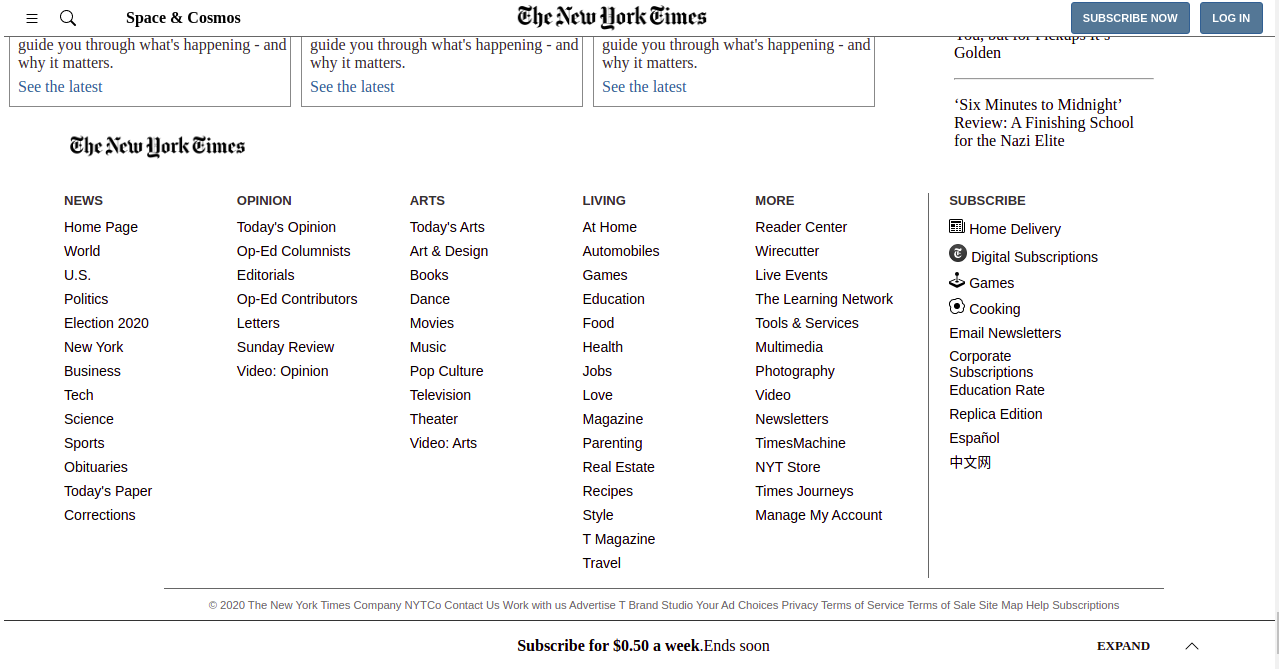 Space & Cosmos
The New York Times
SUBSCRIBE NOW
LOG IN
guide you through what's happening - and
why it matters.
See the latest
guide you through what's happening - and
why it matters.
See the latest
guide you through what's happening - and
why it matters.
See the latest
You, but for Pickups It's
Golden
‘Six Minutes to Midnight’
Review: A Finishing School
for the Nazi Elite
The New York Times
NEWS
Home Page
World
U.S.
Politics
Election 2020
New York
Business
Tech
Science
Sports
Obituaries
Today's Paper
Corrections
OPINION
Today's Opinion
Op-Ed Columnists
Editorials
Op-Ed Contributors
Letters
Sunday Review
Video: Opinion
ARTS
Today's Arts
Art & Design
Books
Dance
Movies
Music
Pop Culture
Television
Theater
Video: Arts
LIVING
At Home
Automobiles
Games
Education
Food
Health
Jobs
Love
Magazine
Parenting
Real Estate
Recipes
Style
T Magazine
Travel
MORE
Reader Center
Wirecutter
Live Events
The Learning Network
Tools & Services
Multimedia
Photography
Video
Newsletters
TimesMachine
NYT Store
Times Journeys
Manage My Account
SUBSCRIBE
Home Delivery
Digital Subscriptions
Games
Cooking
Email Newsletters
Corporate
Subscriptions
Education Rate
Replica Edition
Español
中文网
© 2020 The New York Times Company NYTCo Contact Us Work with us Advertise T Brand Studio Your Ad Choices Privacy Terms of Service Terms of Sale Site Map Help Subscriptions
Subscribe for $0.50 a week.Ends soon
EXPAND